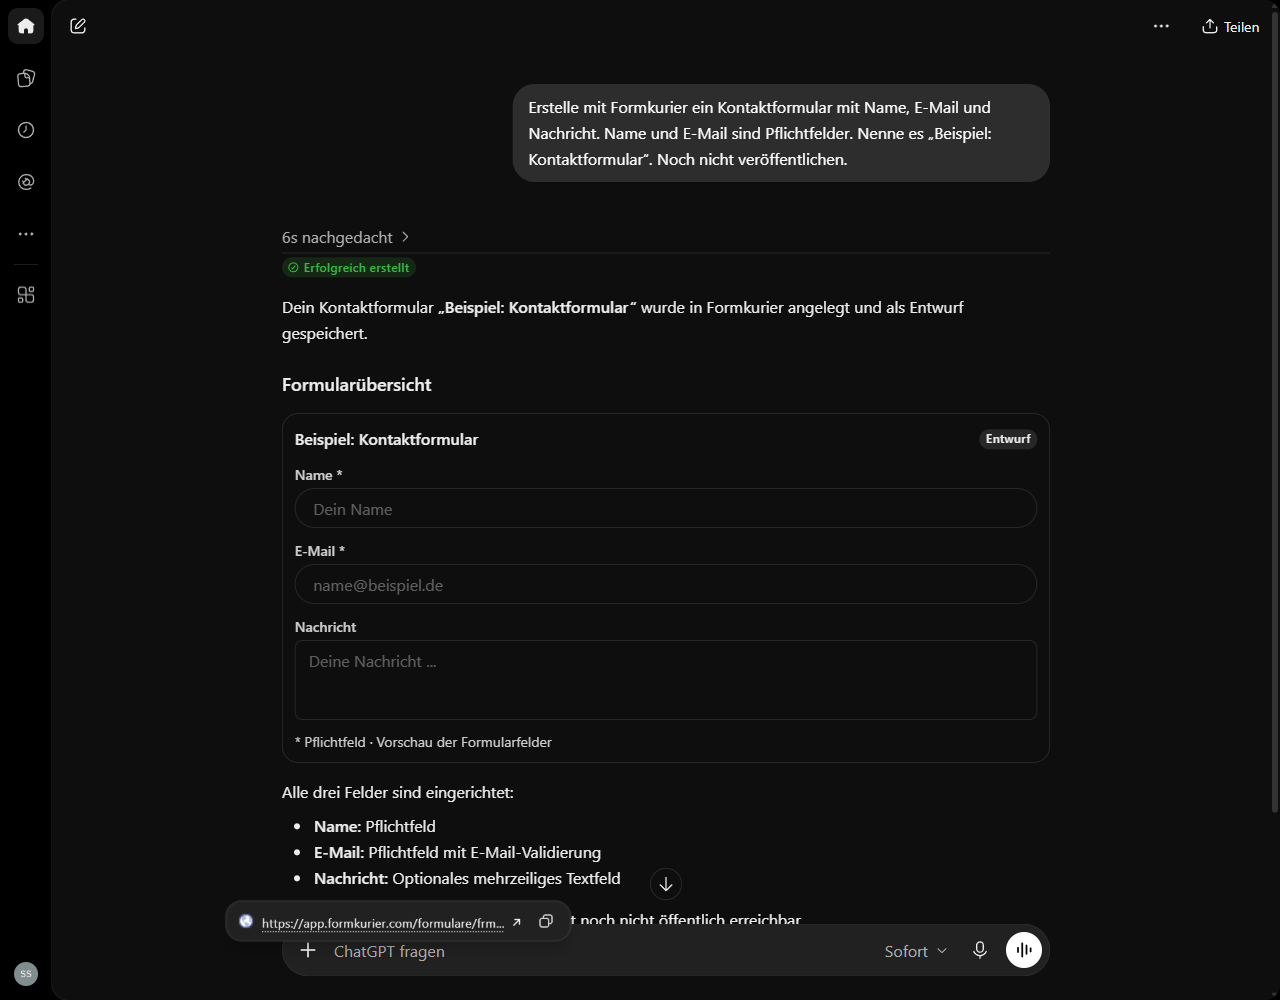 Teilen
Erstelle mit Formkurier ein Kontaktformular mit Name, E-Mail und
Nachricht. Name und E-Mail sind Pflichtfelder. Nenne es „Beispiel:
Kontaktformular“. Noch nicht veröffentlichen.
6s nachgedacht
Erfolgreich erstellt
Dein Kontaktformular „Beispiel: Kontaktformular“ wurde in Formkurier angelegt und als Entwurf
gespeichert.
Formularübersicht
Beispiel: Kontaktformular
Entwurf
Name *
Dein Name
E-Mail *
name@beispiel.de
Nachricht
Deine Nachricht ...
* Pflichtfeld · Vorschau der Formularfelder
Alle drei Felder sind eingerichtet:
• Name: Pflichtfeld
• E-Mail: Pflichtfeld mit E-Mail-Validierung
• Nachricht: Optionales mehrzeiliges Textfeld
noch nicht öffentlich erreichbar
https://app.formkurier.com/formulare/frm...
ChatGPT fragen
Sofort
SS